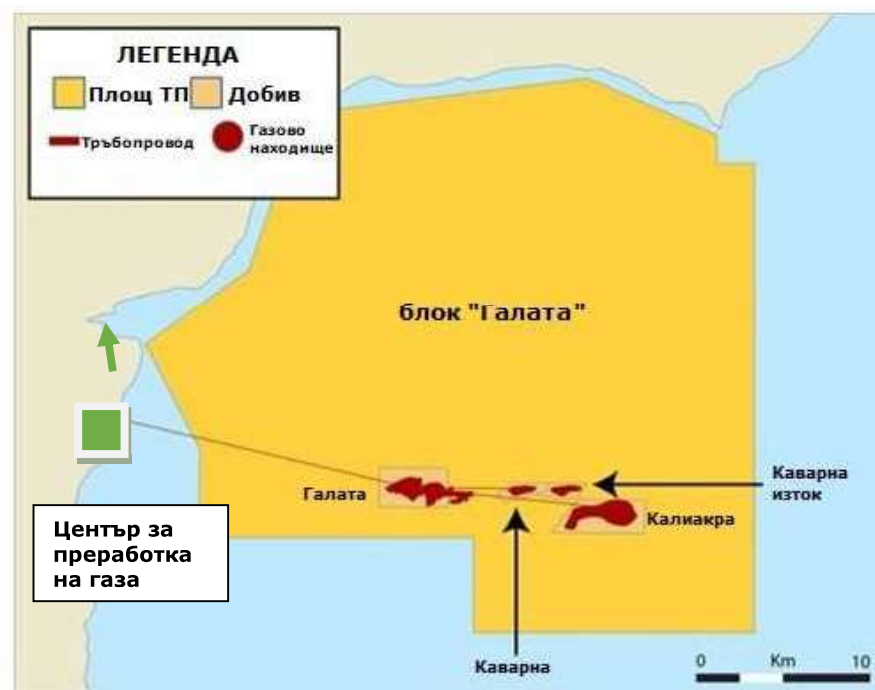 ЛЕГЕНДА
Площ ТП Добив
Тръбопровод Газово
находище
блок "Галата"
Галата
Каварна
изток
Калиакра
Център за
преработка
на газа
Каварна
0 Km 10